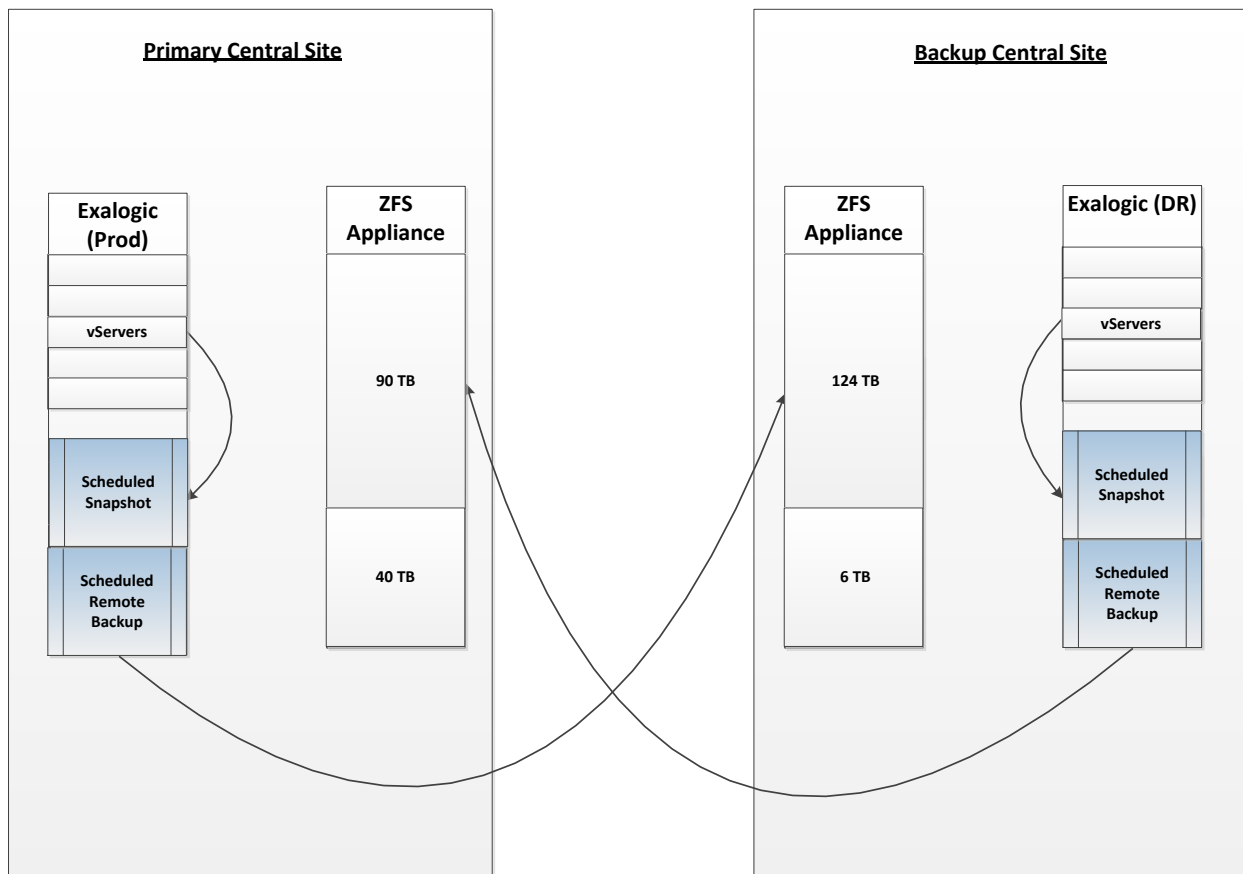 Primary Central Site
Exalogic
(Prod)
vServers
Scheduled
Snapshot
Scheduled
Remote
Backup
ZFS
Appliance
90 TB
40 TB
Backup Central Site
ZFS
Appliance
124 TB
6 TB
Exalogic (DR)
vServers
Scheduled
Snapshot
Scheduled
Remote
Backup